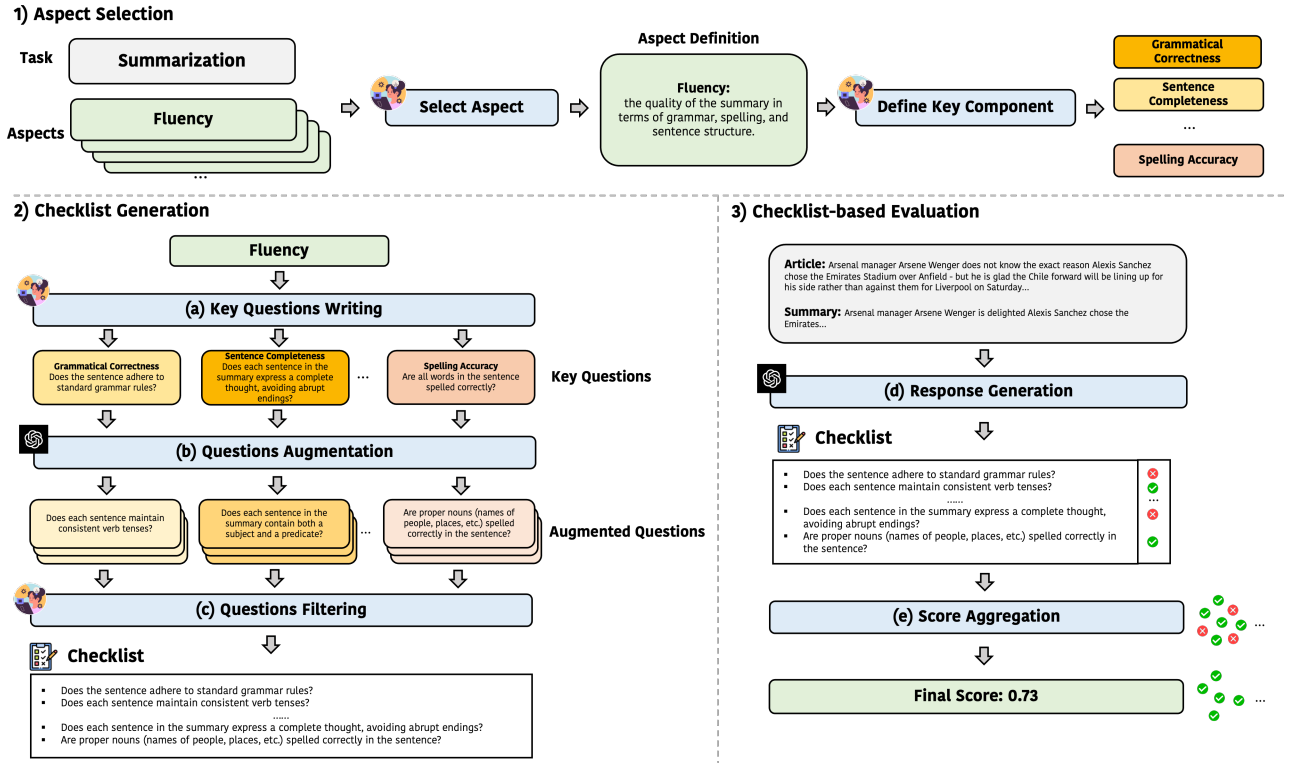 1) Aspect Selection
Task
Summarization
Aspects
Fluency
...
Select Aspect
Aspect Definition
Fluency:
the quality of the summary in
terms of grammar, spelling, and
sentence structure.
Define Key Component
Grammatical
Correctness
Sentence
Completeness
...
Spelling Accuracy
2) Checklist Generation
Fluency
(a) Key Questions Writing
Grammatical Correctness
Does the sentence adhere to
standard grammar rules?
Sentence Completeness
Does each sentence in the
summary express a complete
thought, avoiding abrupt
endings?
...
Spelling Accuracy
Are all words in the sentence
spelled correctly?
Key Questions
(b) Questions Augmentation
Does each sentence maintain
consistent verb tenses?
Does each sentence in the
summary contain both a
subject and a predicate?
...
Are proper nouns (names of
people, places, etc.) spelled
correctly in the sentence?
Augmented Questions
(c) Questions Filtering
Checklist
▪ Does the sentence adhere to standard grammar rules?
▪ Does each sentence maintain consistent verb tenses?
......
▪ Does each sentence in the summary express a complete thought, avoiding abrupt endings?
▪ Are proper nouns (names of people, places, etc.) spelled correctly in the sentence?
3) Checklist-based Evaluation
Article: Arsenal manager Arsene Wenger does not know the exact reason Alexis Sanchez
chose the Emirates Stadium over Anfield - but he is glad the Chile forward will be lining up for
his side rather than against them for Liverpool on Saturday...
Summary: Arsenal manager Arsene Wenger is delighted Alexis Sanchez chose the
Emirates...
(d) Response Generation
Checklist
▪ Does the sentence adhere to standard grammar rules?
▪ Does each sentence maintain consistent verb tenses?
...... ...
▪ Does each sentence in the summary express a complete thought,
avoiding abrupt endings?
▪ Are proper nouns (names of people, places, etc.) spelled correctly in
the sentence?
(e) Score Aggregation
...
Final Score: 0.73
...